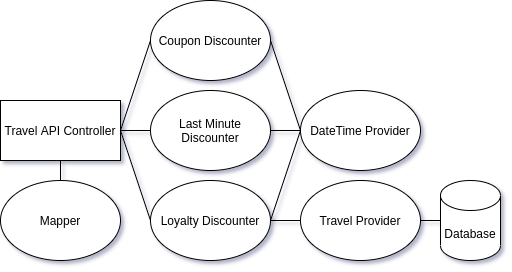 Coupon Discounter
Travel API Controller
Last Minute
Discounter
DateTime Provider
Mapper
Loyalty Discounter
Travel Provider
Database